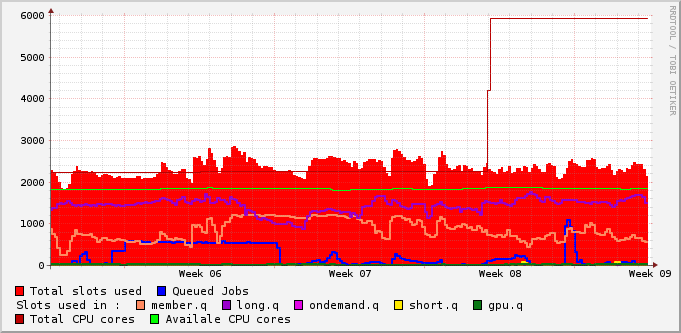 RRDTOOL / TOBI OETIKER
6000
5000
4000
3000
2000
1000
0
Week 06 Week 07 Week 08 Week 09
Total slots used Queued Jobs
Slots used in : member.q long.q ondemand.q short.q gpu.q
Total CPU cores Availale CPU cores